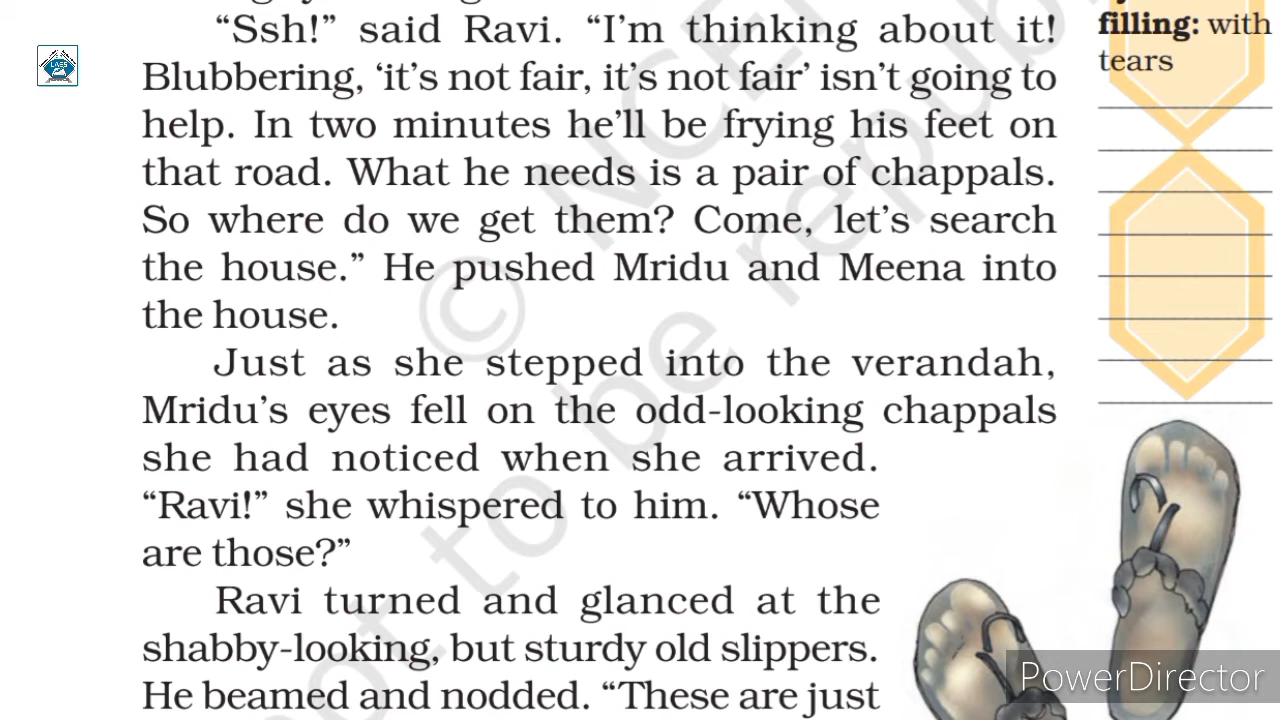 “Ssh!” said Ravi. “I’m thinking about it!
Blubbering, ‘it’s not fair, it’s not fair’ isn’t going to
help. In two minutes he’ll be frying his feet on
that road. What he needs is a pair of chappals.
So where do we get them? Come, let’s search
the house.” He pushed Mridu and Meena into
the house.
Just as she stepped into the verandah,
Mridu’s eyes fell on the odd-looking chappals
she had noticed when she arrived.
“Ravi!” she whispered to him. “Whose
are those?”
Ravi turned and glanced at the
shabby-looking, but sturdy old slippers.
He beamed and nodded. “These are just
filling: with
tears
© NCE
not to be republ
PowerDirector